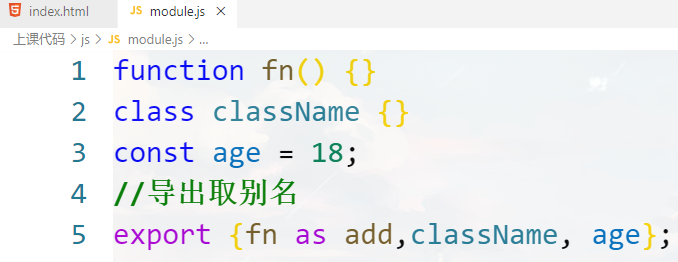 index.html JS module.js ×
上课代码 > js > JS module.js > ...
1 function fn() {}
2 class className {}
3 const age = 18;
4 //导出取别名
5 export {fn as add,className, age};